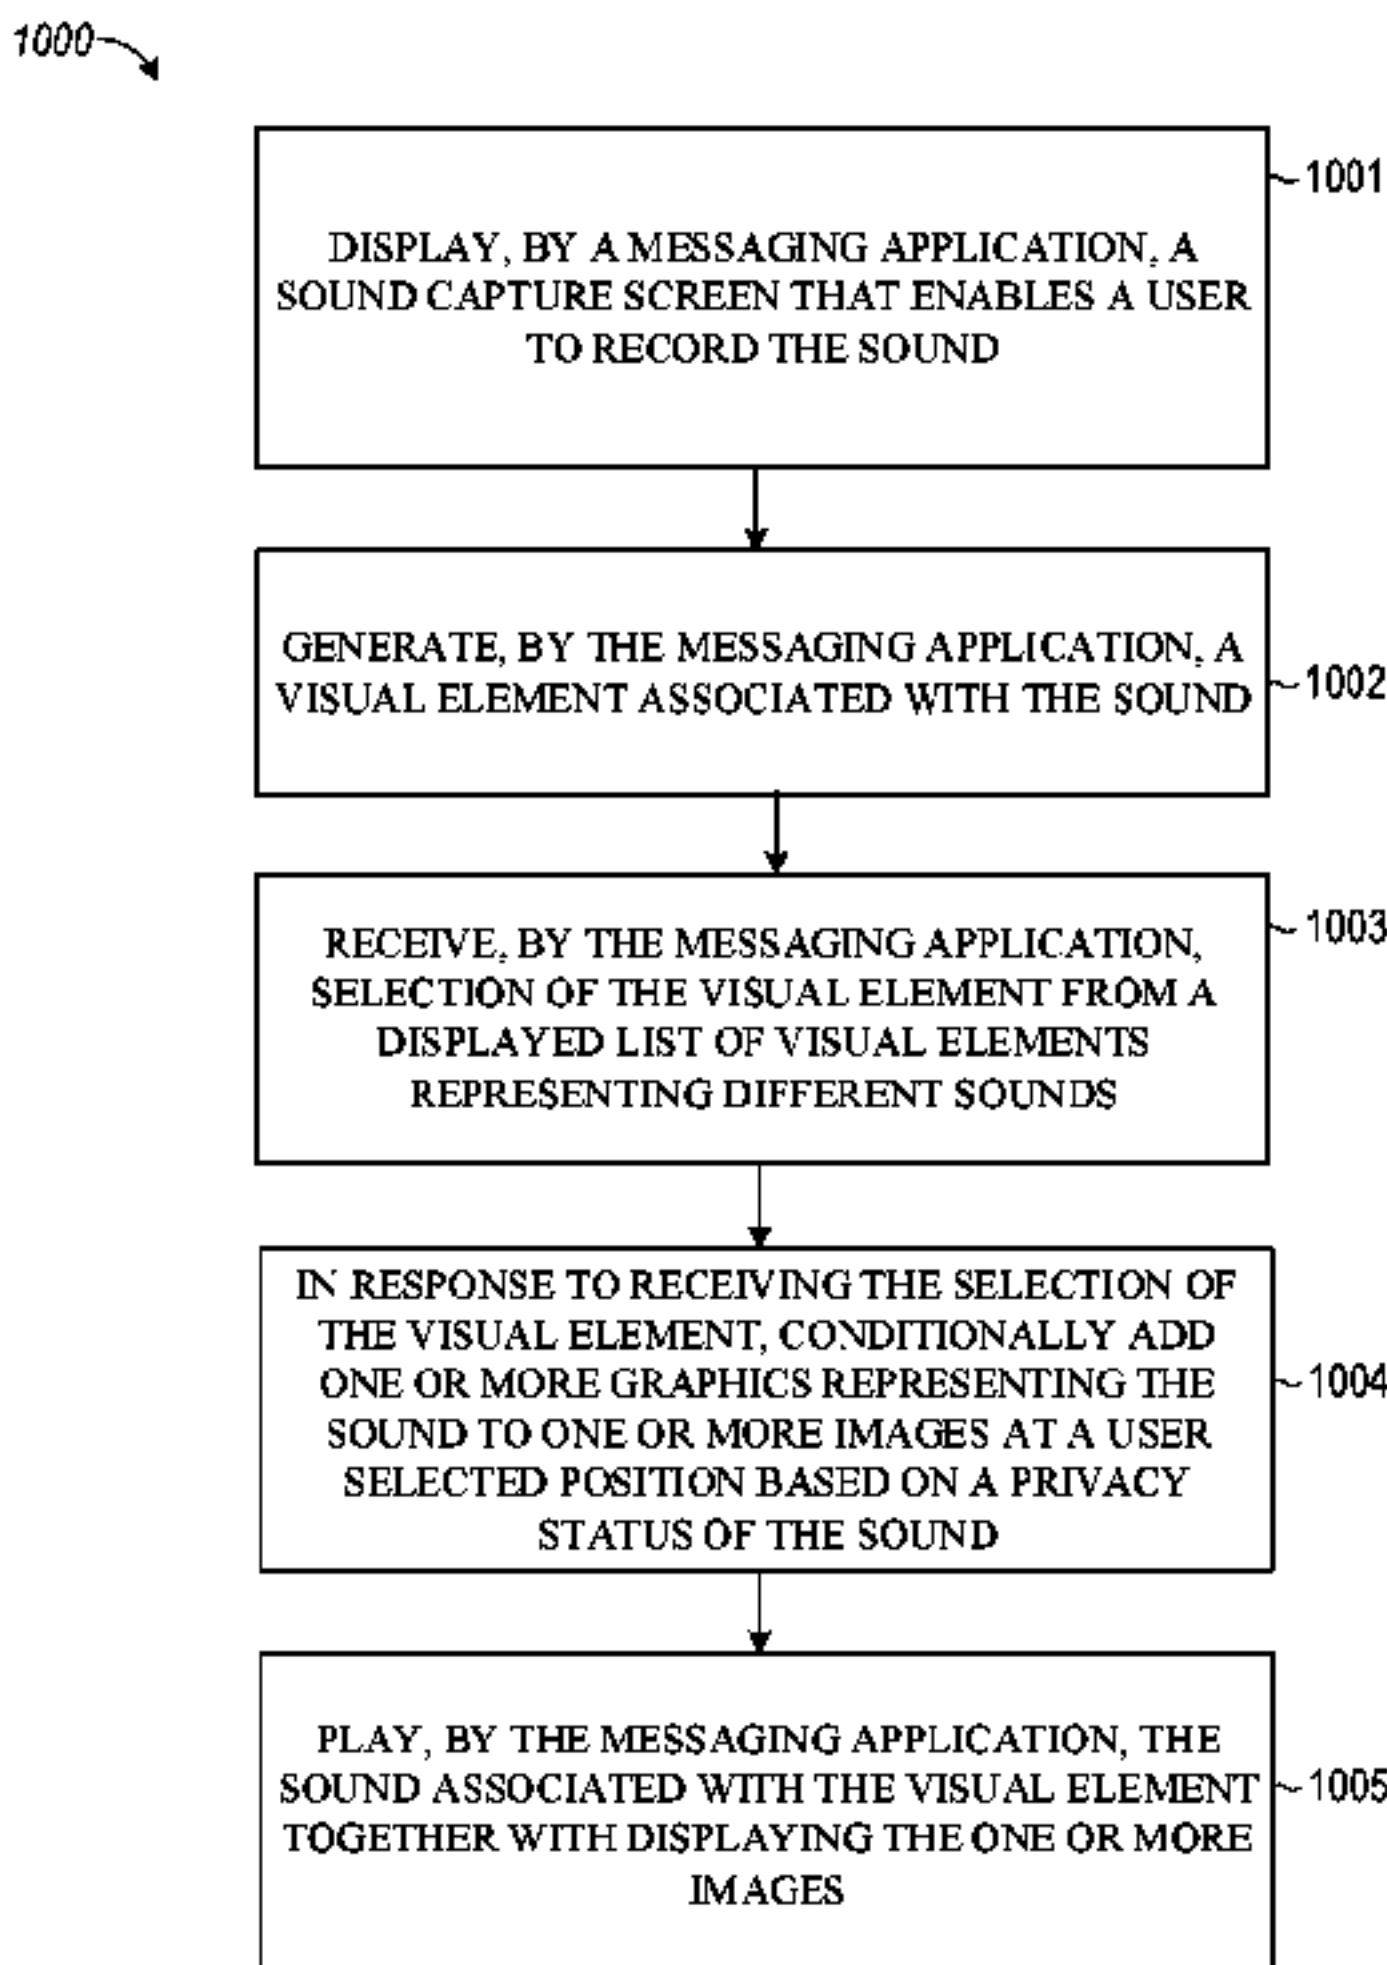 1000
DISPLAY, BY A MESSAGING APPLICATION, A
SOUND CAPTURE SCREEN THAT ENABLES A USER
TO RECORD THE SOUND
1001
GENERATE, BY THE MESSAGING APPLICATION, A
VISUAL ELEMENT ASSOCIATED WITH THE SOUND
1002
RECEIVE, BY THE MESSAGING APPLICATION,
SELECTION OF THE VISUAL ELEMENT FROM A
DISPLAYED LIST OF VISUAL ELEMENTS
REPRESENTING DIFFERENT SOUNDS
1003
IN RESPONSE TO RECEIVING THE SELECTION OF
THE VISUAL ELEMENT, CONDITIONALLY ADD
ONE OR MORE GRAPHICS REPRESENTING THE
SOUND TO ONE OR MORE IMAGES AT A USER
SELECTED POSITION BASED ON A PRIVACY
STATUS OF THE SOUND
1004
PLAY, BY THE MESSAGING APPLICATION, THE
SOUND ASSOCIATED WITH THE VISUAL ELEMENT
TOGETHER WITH DISPLAYING THE ONE OR MORE
IMAGES
1005